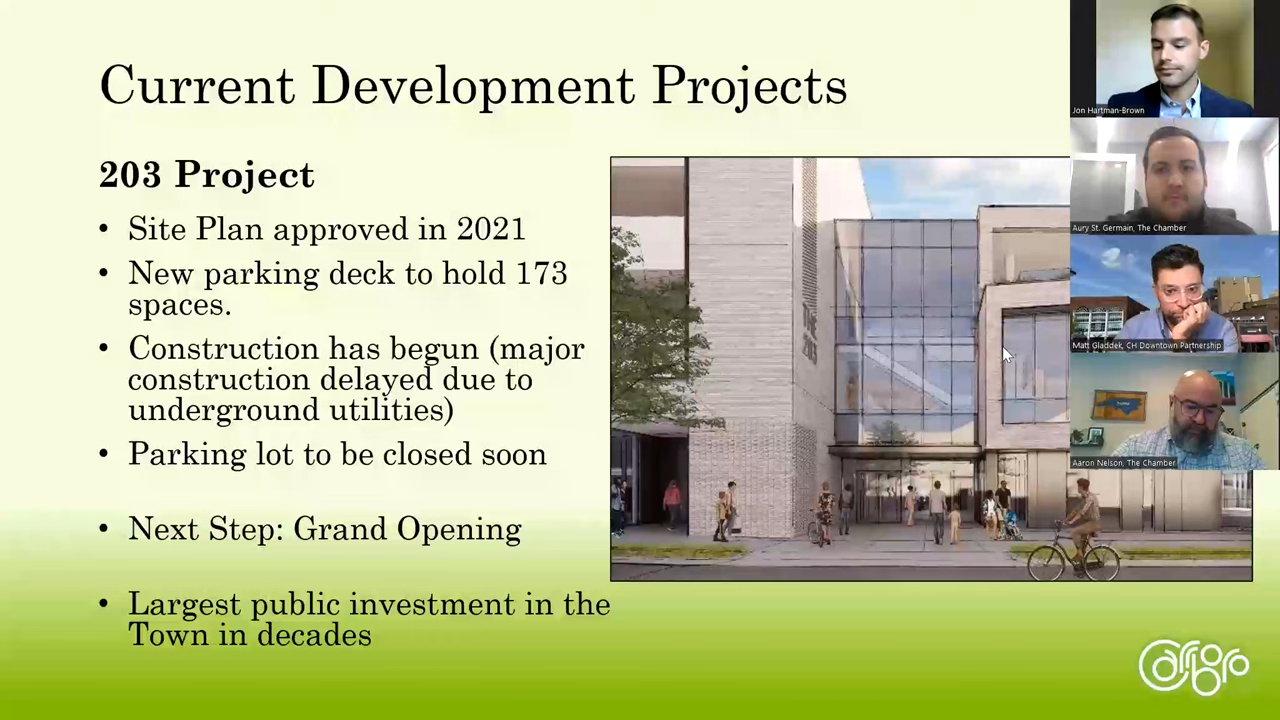 Current Development Projects
203 Project
• Site Plan approved in 2021
• New parking deck to hold 173
spaces.
• Construction has begun (major
construction delayed due to
underground utilities)
• Parking lot to be closed soon
• Next Step: Grand Opening
• Largest public investment in the
Town in decades
THE
203
Jon Hartman-Brown
Aury St. Germain, The Chamber
Matt Gladdek, CH Downtown Partnership
Aaron Nelson, The Chamber
Carrboro